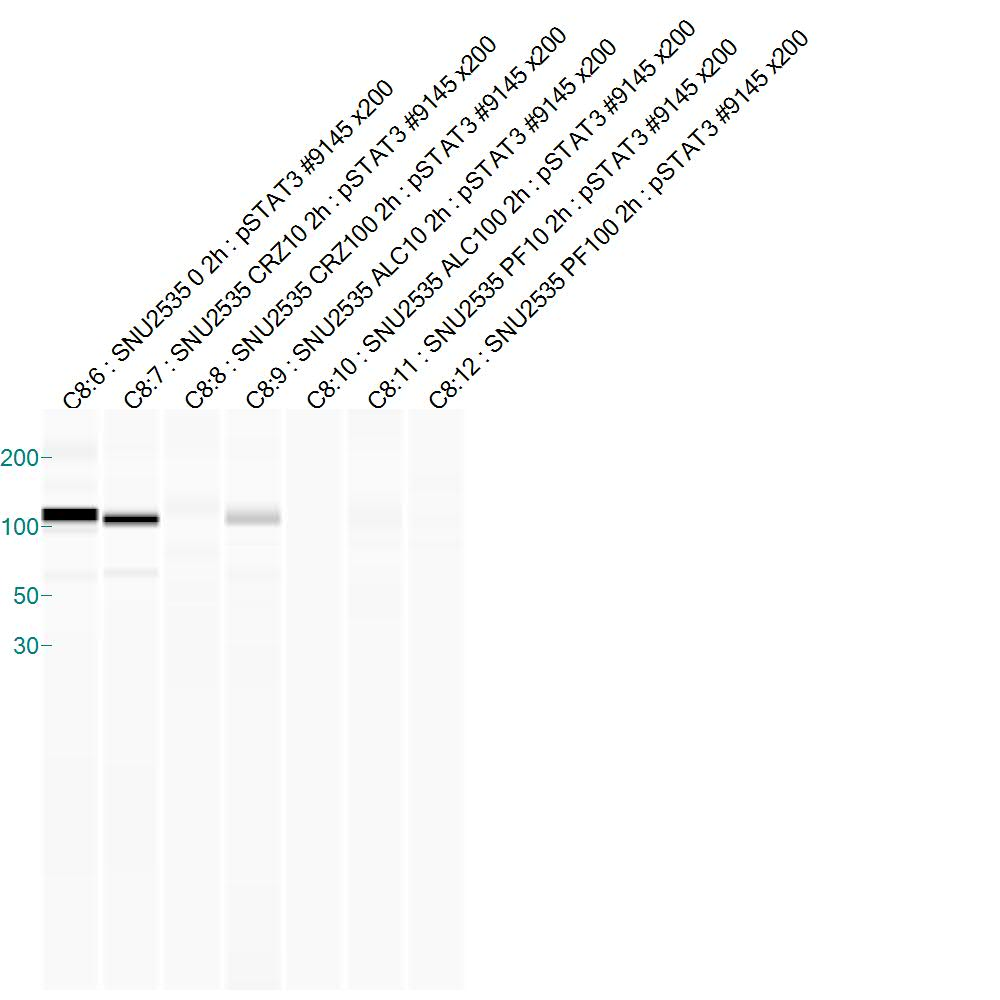 C8:6 : SNU2535 0 2h : pSTAT3 #9145 x200
C8:7 : SNU2535 CRZ10 2h : pSTAT3 #9145 x200
C8:8 : SNU2535 CRZ100 2h : pSTAT3 #9145 x200
C8:9 : SNU2535 ALC10 2h : pSTAT3 #9145 x200
C8:10 : SNU2535 ALC100 2h : pSTAT3 #9145 x200
C8:11 : SNU2535 PF10 2h : pSTAT3 #9145 x200
C8:12 : SNU2535 PF100 2h : pSTAT3 #9145 x200
200
100
50
30